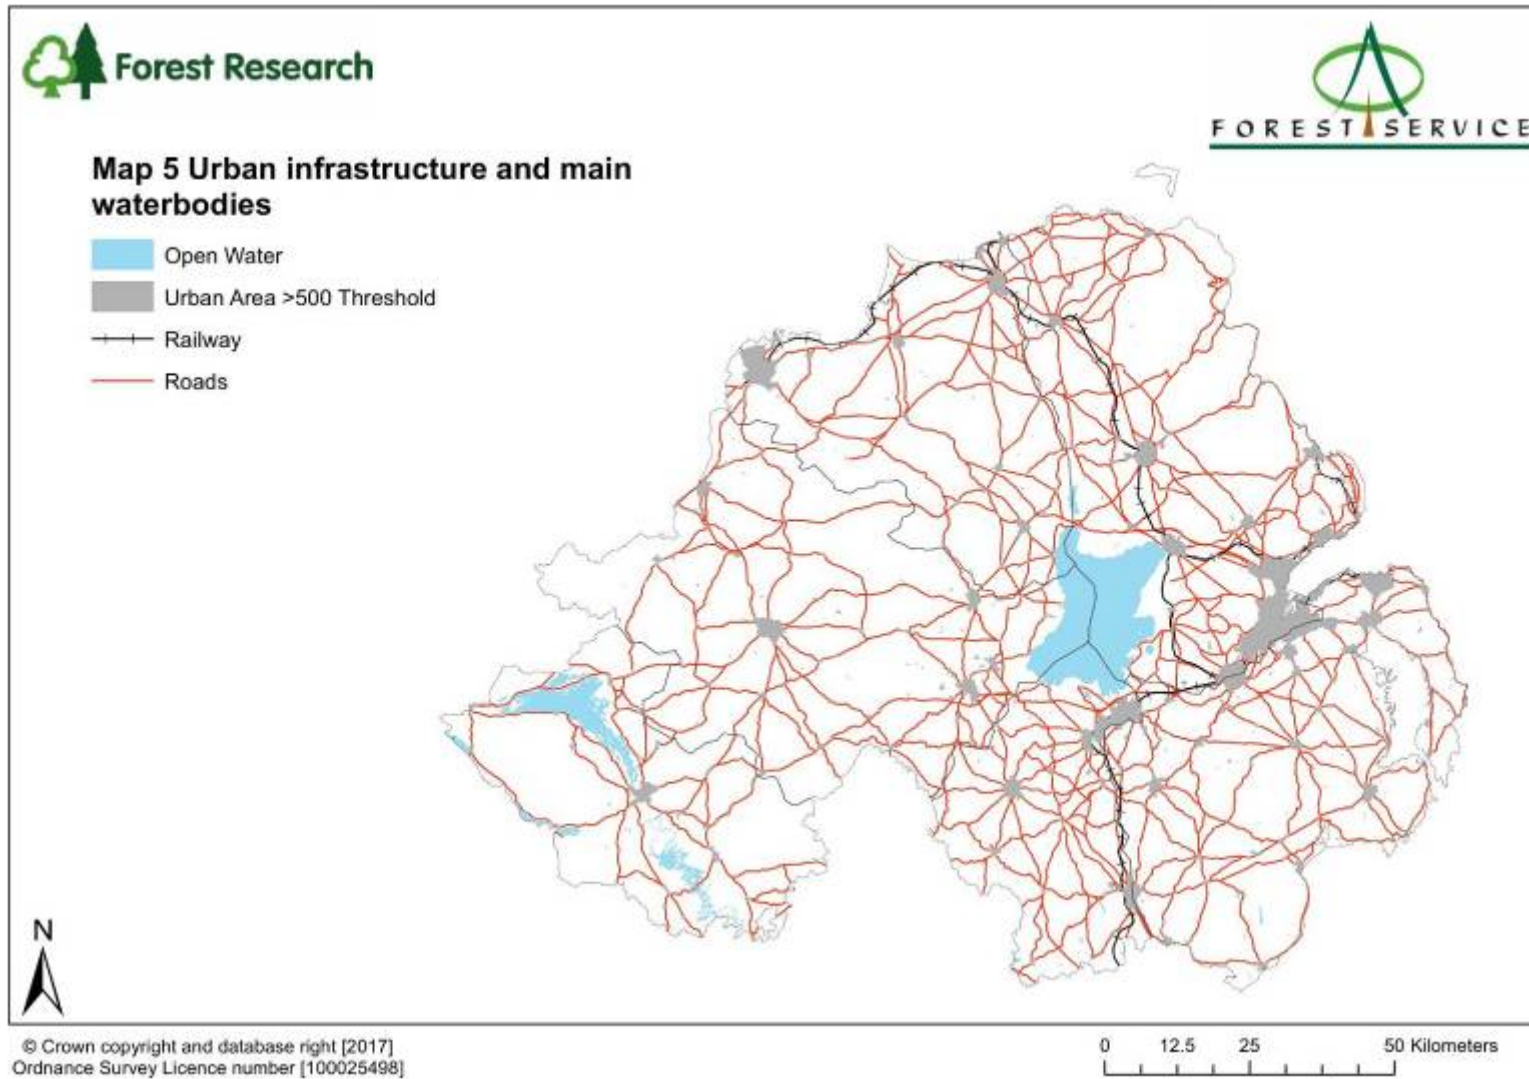 Forest Research
FOREST SERVICE
Map 5 Urban infrastructure and main
waterbodies
Open Water
Urban Area >500 Threshold
Railway
Roads
N
© Crown copyright and database right [2017]
Ordnance Survey Licence number [100025498]
0 12.5 25 50 Kilometers